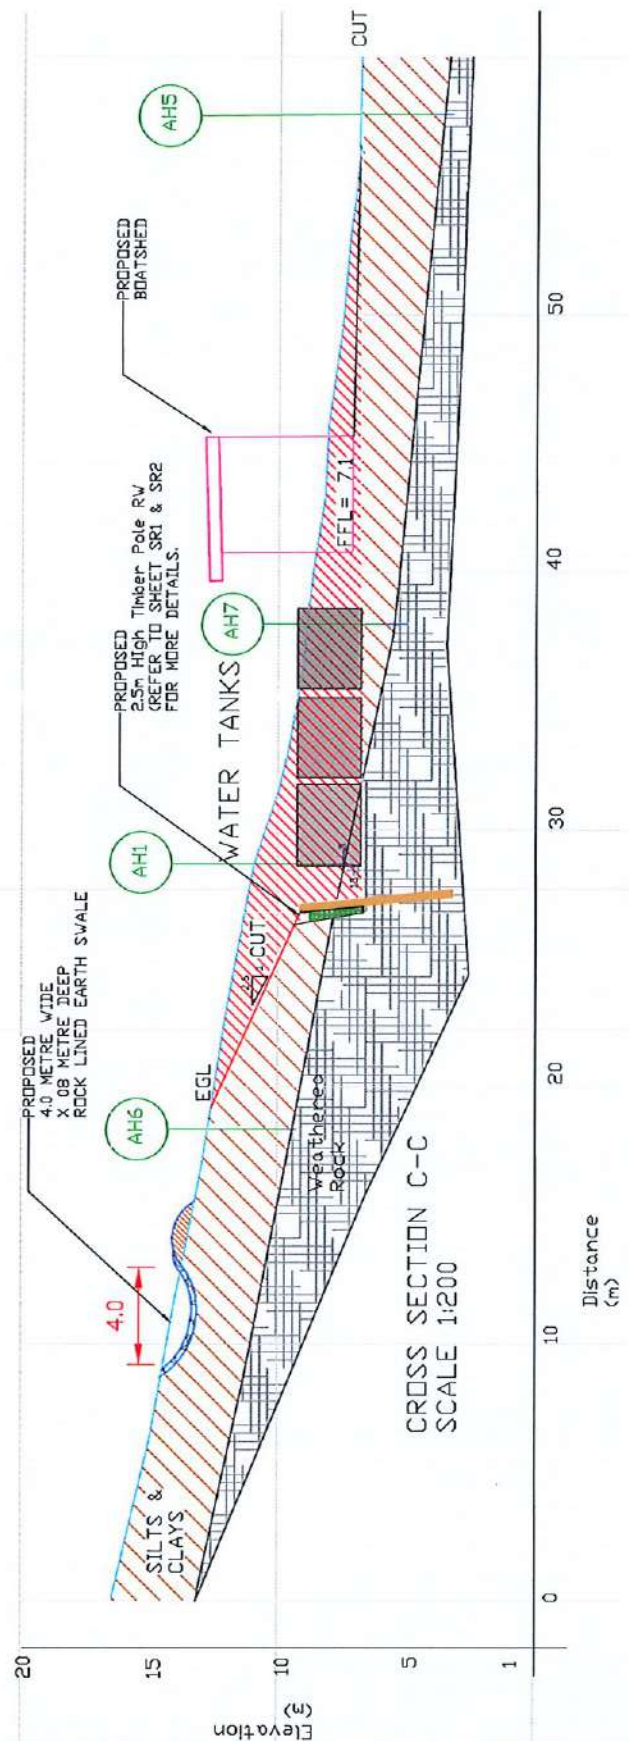 PROPOSED
4.0 METRE WIDE
X 08 METRE DEEP
ROCK LINED EARTH SWALE
PROPOSED
2.5m HIgh Timber Pole RW
(REFER TO SHEET SR1 & SR2
FOR MORE DETAILS.
PROPOSED
BOATSHED
AH6
AH1
AH7
AH5
4.0
EGL
CUT
WATER TANKS
FFL= 7.1
CUT
SILTS &
CLAYS
Weathered
Rock
CROSS SECTION C-C
SCALE 1:200
Elevation
(m)
20
15
10
5
1
0
10
20
30
40
50
Distance
(m)